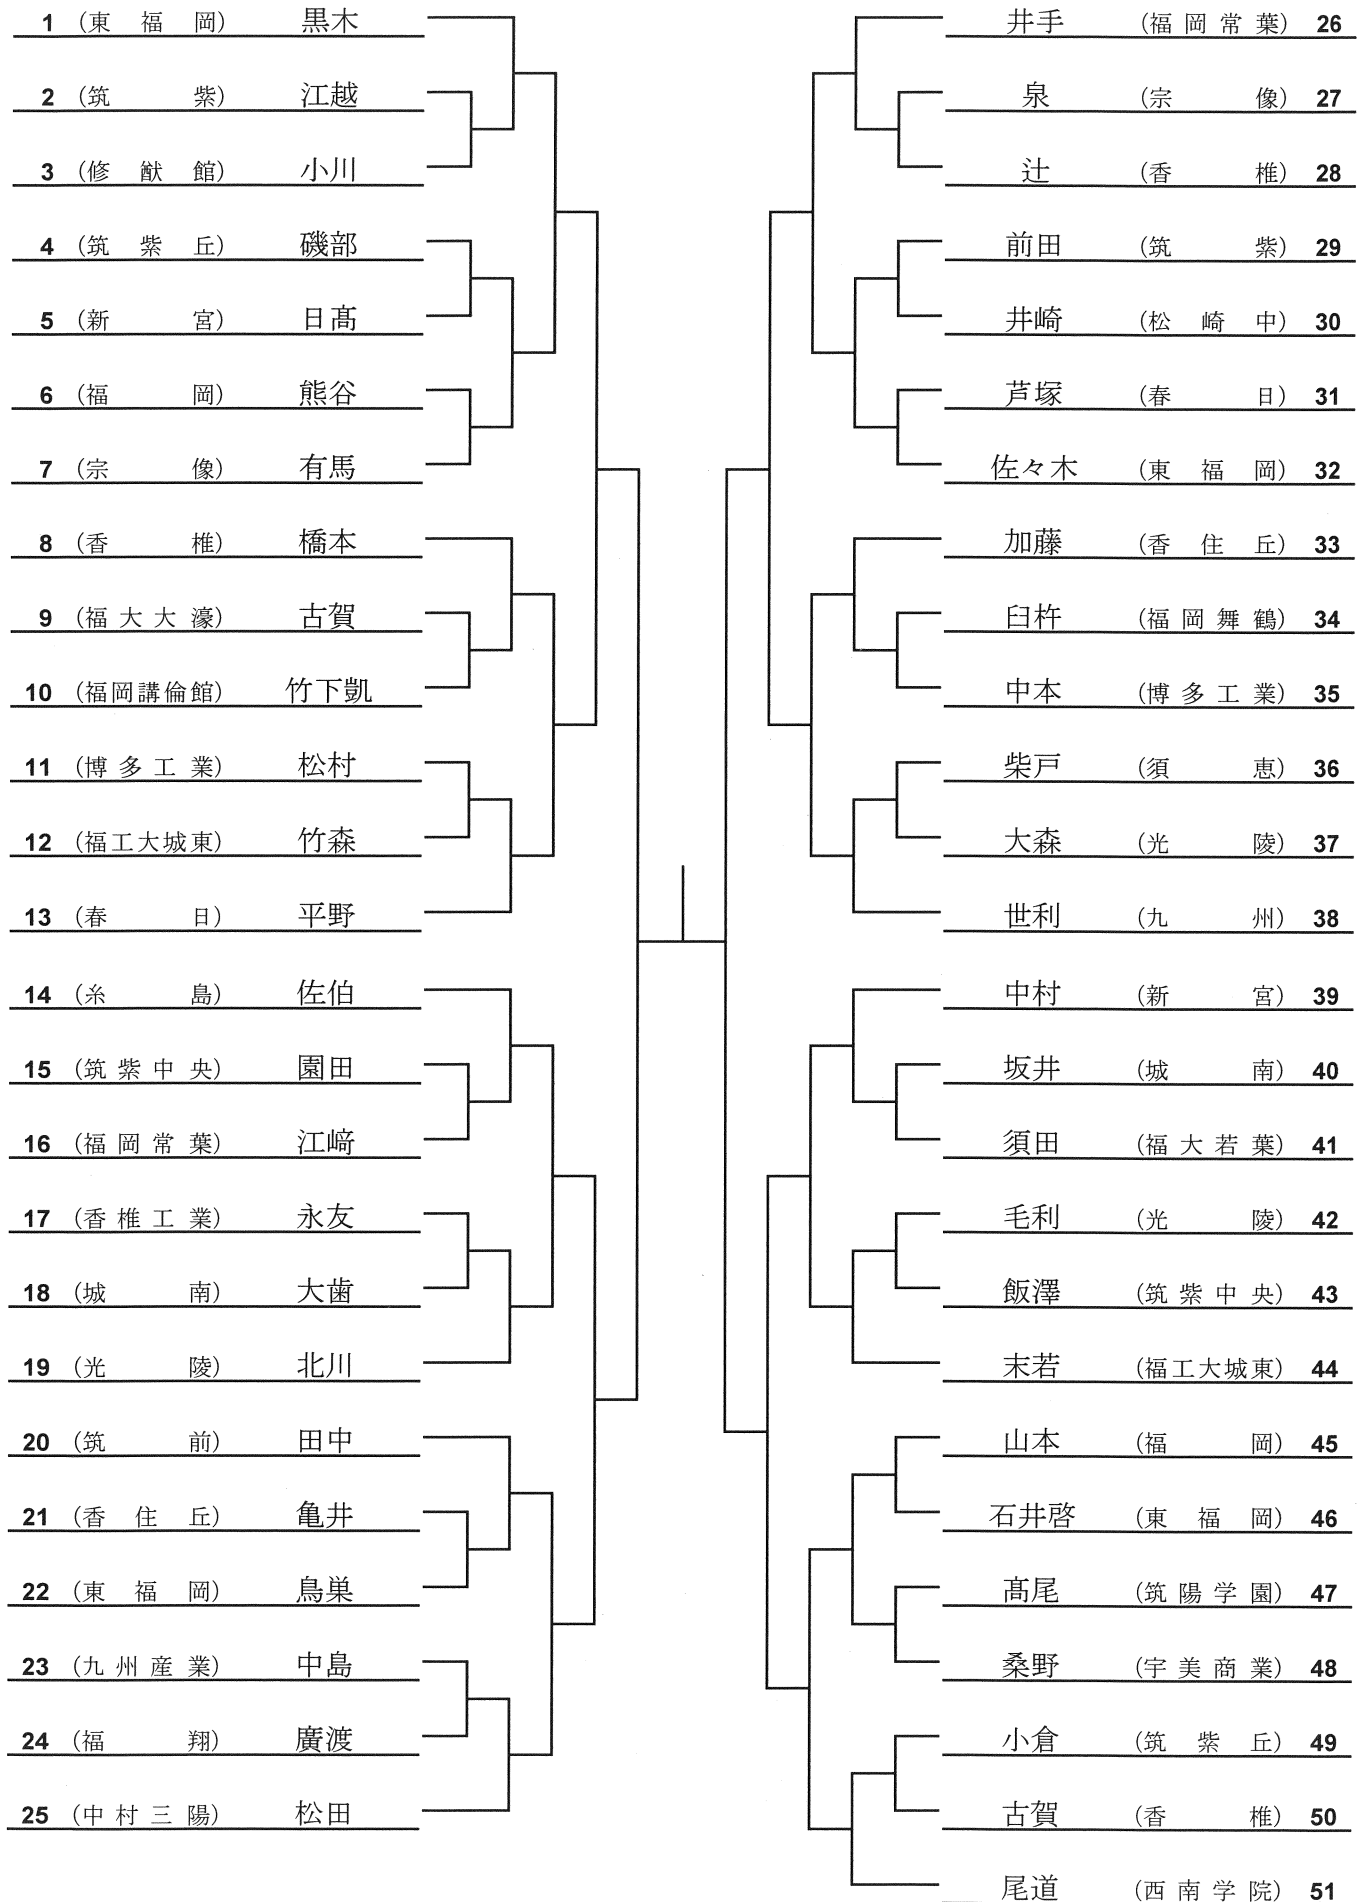 1 (東福岡) 黒木
2 (筑紫) 江越
3 (修猷館) 小川
4 (筑紫丘) 磯部
5 (新宮) 日髙
6 (福岡) 熊谷
7 (宗像) 有馬
8 (香椎) 橋本
9 (福大大濠) 古賀
10 (福岡講倫館) 竹下凱
11 (博多工業) 松村
12 (福工大城東) 竹森
13 (春日) 平野
14 (糸島) 佐伯
15 (筑紫中央) 園田
16 (福岡常葉) 江﨑
17 (香椎工業) 永友
18 (城南) 大歯
19 (光陵) 北川
20 (筑前) 田中
21 (香住丘) 亀井
22 (東福岡) 鳥巣
23 (九州産業) 中島
24 (福翔) 廣渡
25 (中村三陽) 松田
井手 (福岡常葉) 26
泉 (宗像) 27
辻 (香椎) 28
前田 (筑紫) 29
井崎 (松崎中) 30
芦塚 (春日) 31
佐々木 (東福岡) 32
加藤 (香住丘) 33
臼杵 (福岡舞鶴) 34
中本 (博多工業) 35
柴戸 (須恵) 36
大森 (光陵) 37
世利 (九州) 38
中村 (新宮) 39
坂井 (城南) 40
須田 (福大若葉) 41
毛利 (光陵) 42
飯澤 (筑紫中央) 43
末若 (福工大城東) 44
山本 (福岡) 45
石井啓 (東福岡) 46
髙尾 (筑陽学園) 47
桑野 (宇美商業) 48
小倉 (筑紫丘) 49
古賀 (香椎) 50
尾道 (西南学院) 51